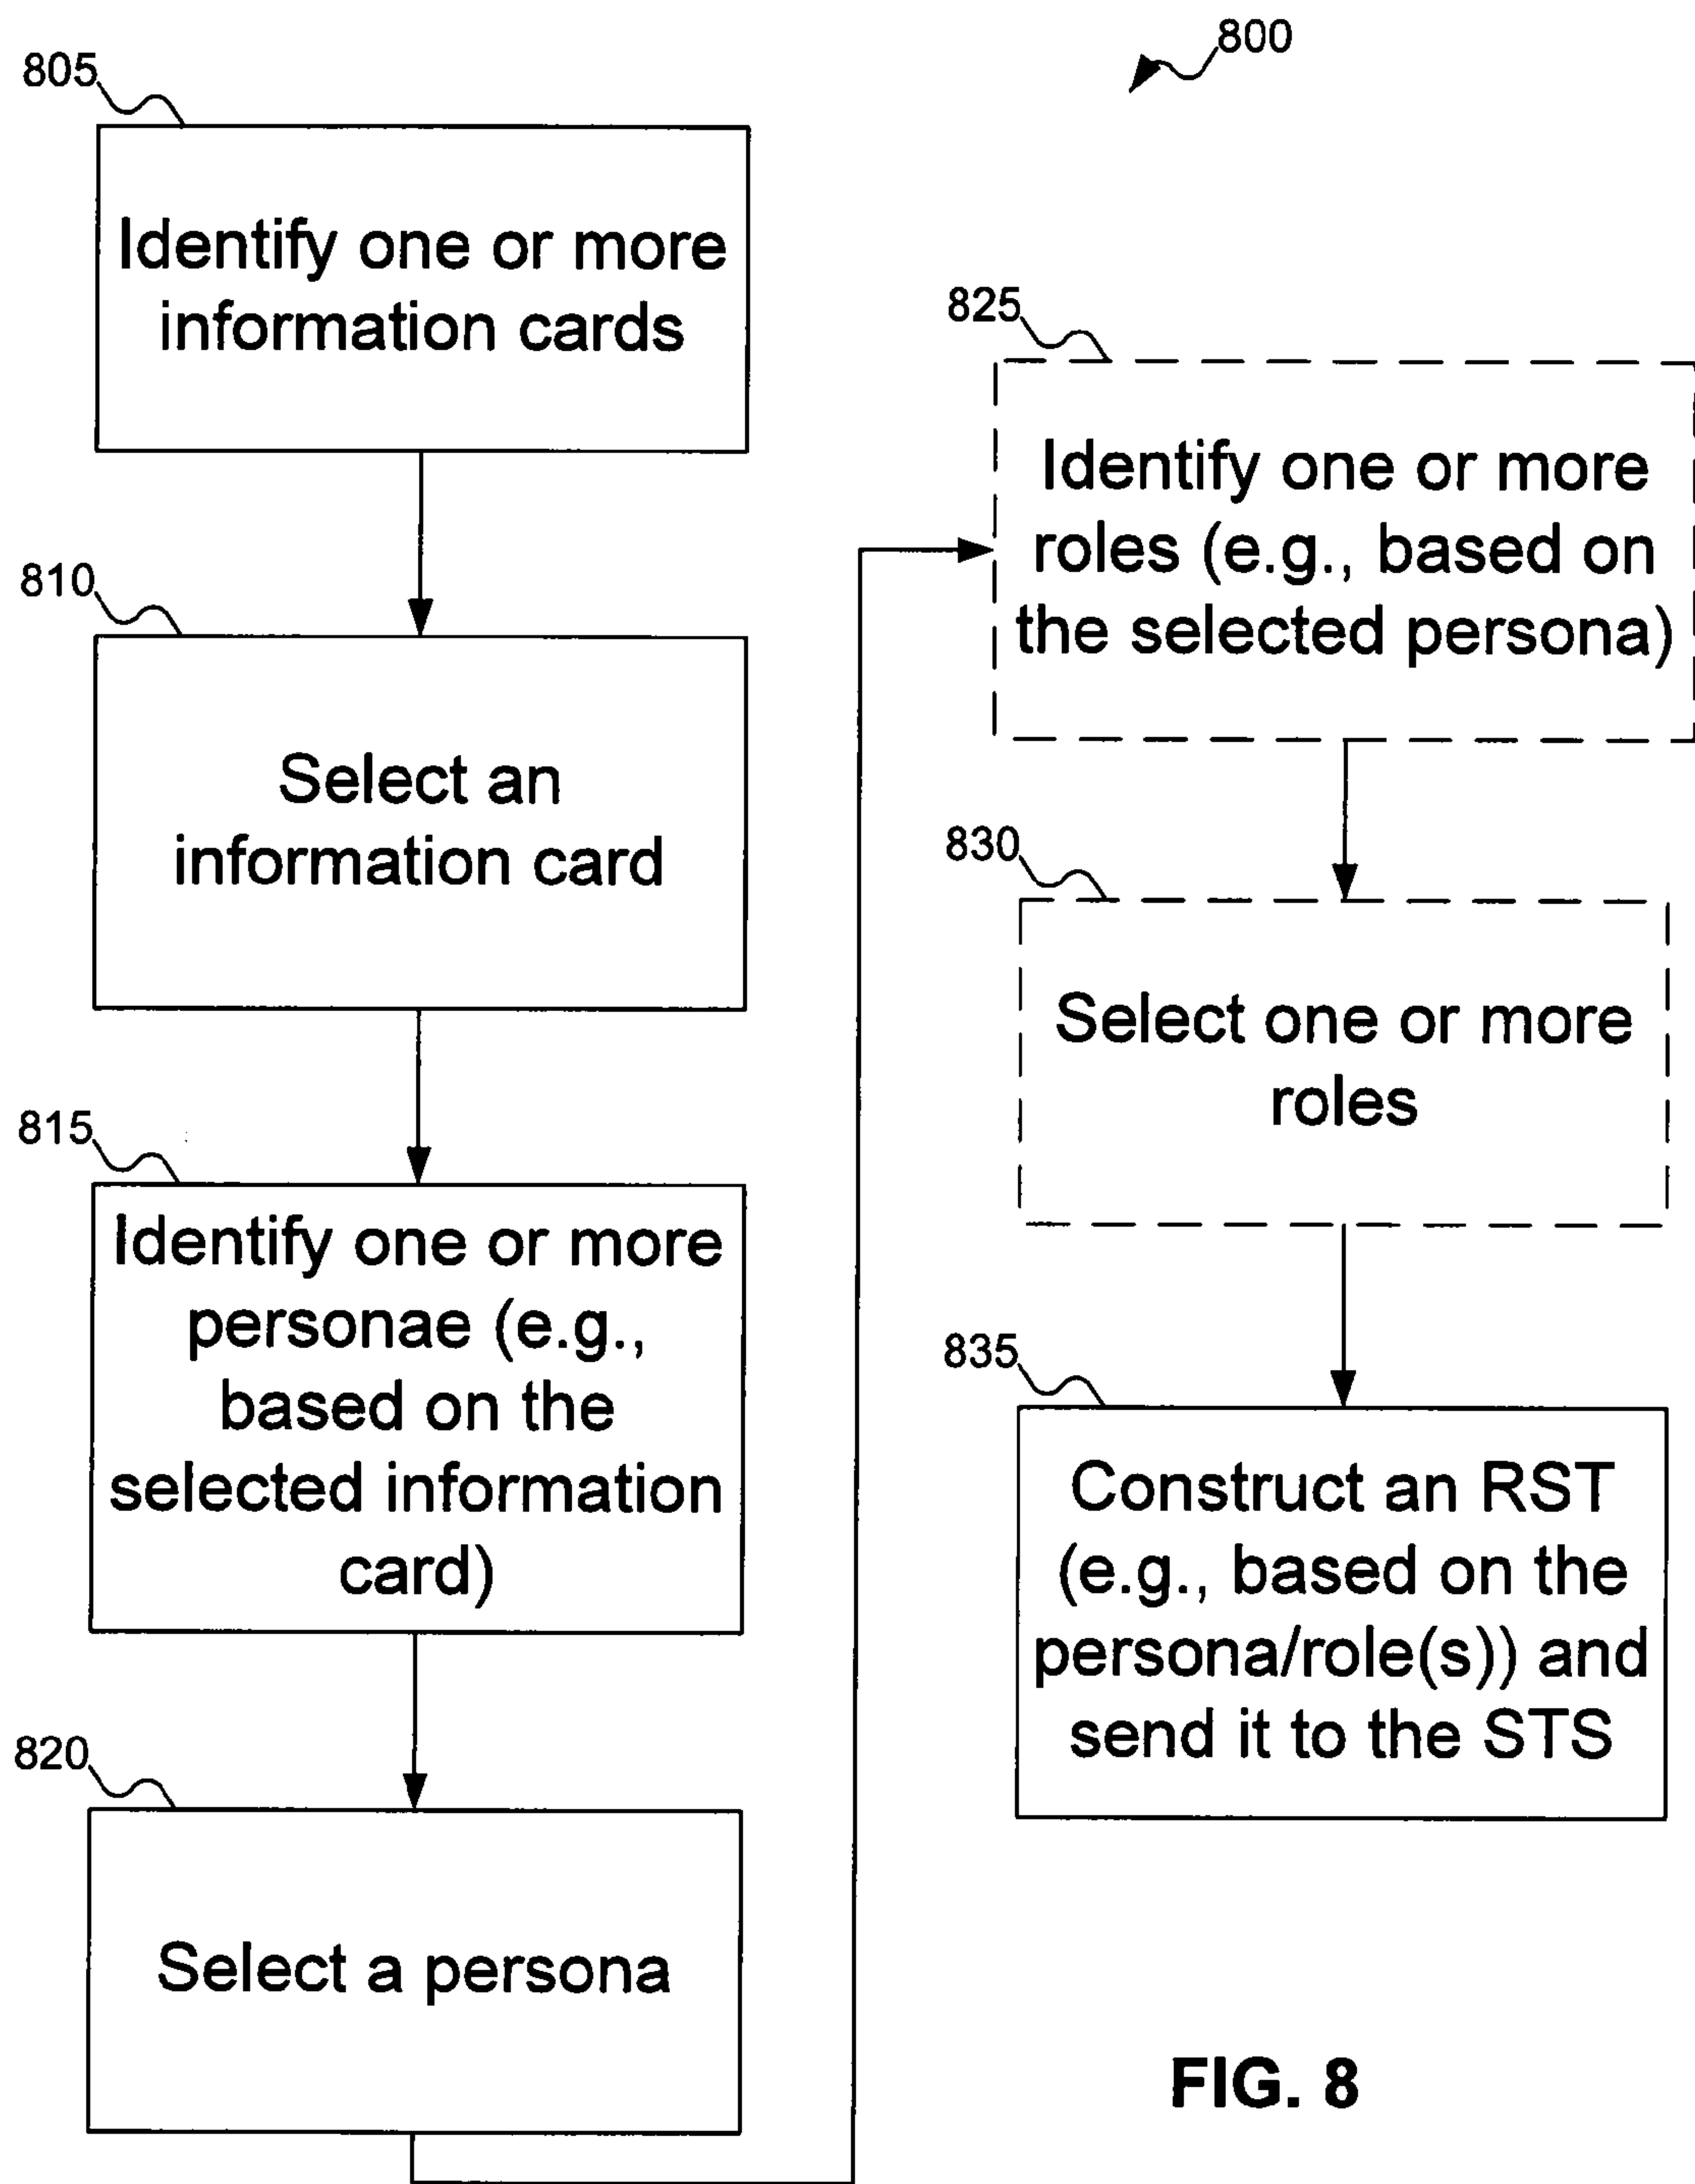 800
805
Identify one or more
information cards
810
Select an
information card
815
Identify one or more
personae (e.g.,
based on the
selected information
card)
820
Select a persona
825
Identify one or more
roles (e.g., based on
the selected persona)
830
Select one or more
roles
835
Construct an RST
(e.g., based on the
persona/role(s)) and
send it to the STS
FIG. 8